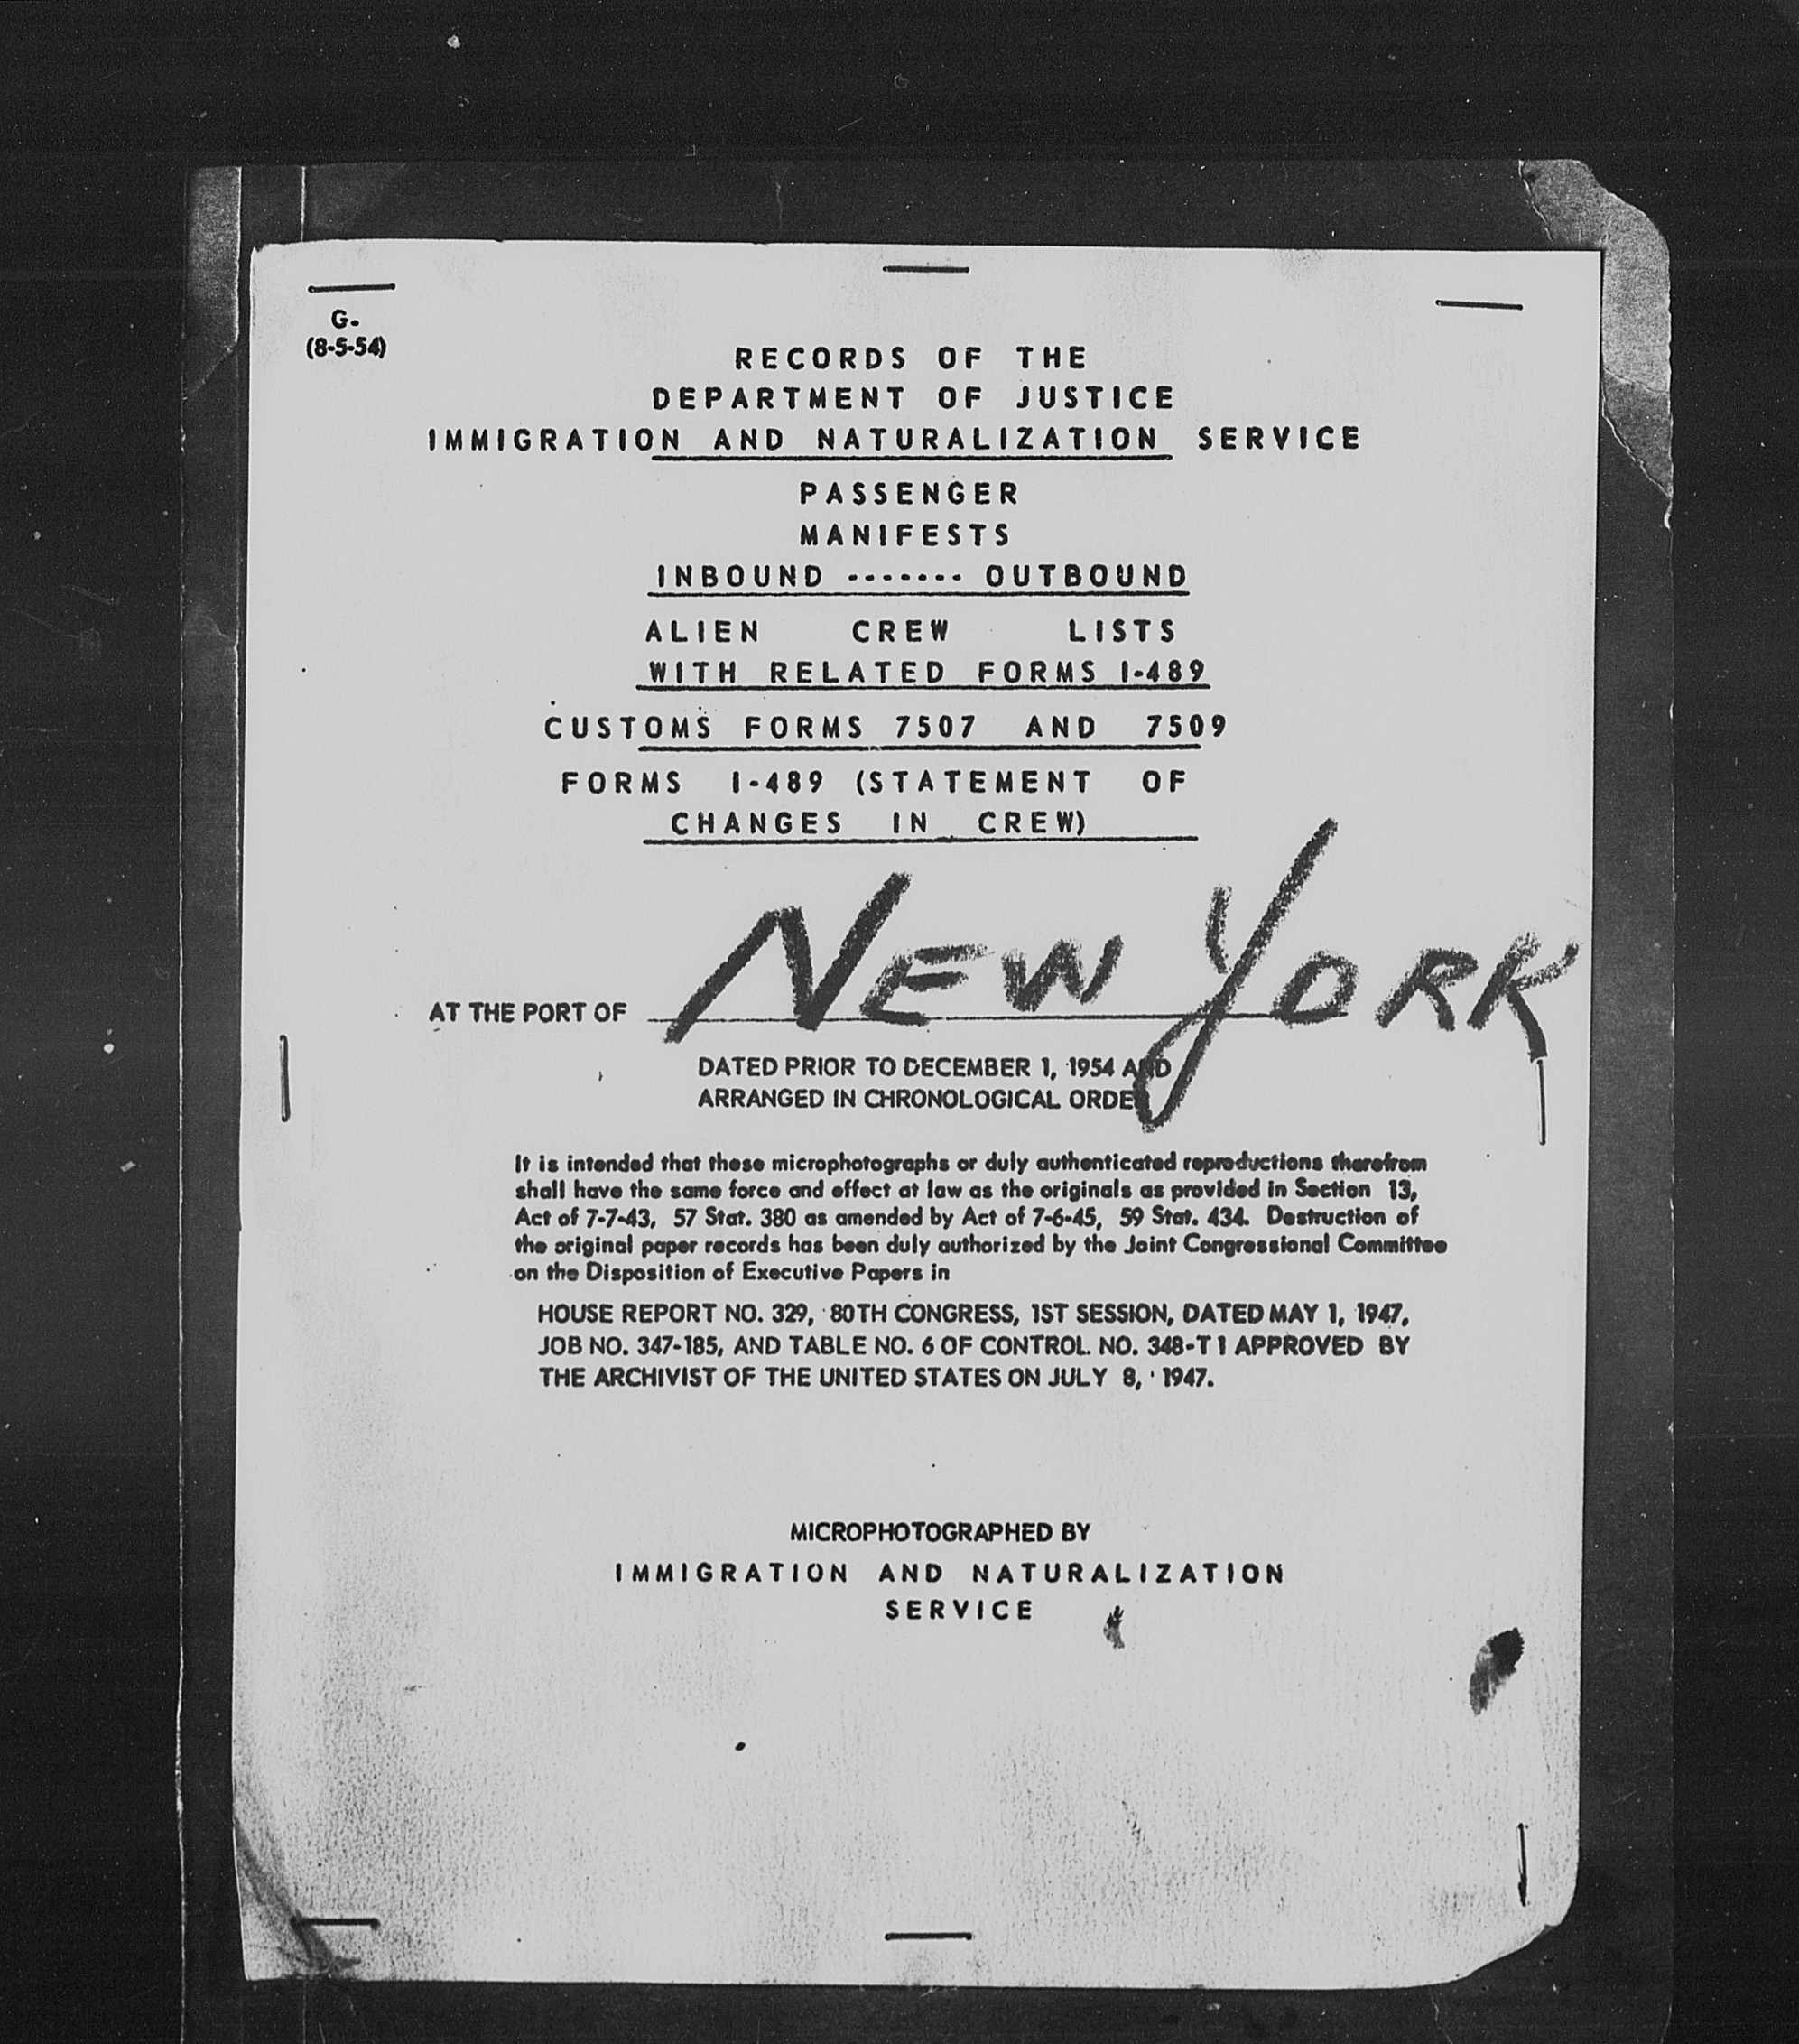 G.
(8-5-54)
RECORDS OF THE
DEPARTMENT OF JUSTICE
IMMIGRATION AND NATURALIZATION SERVICE
PASSENGER
MANIFESTS
INBOUND ------- OUTBOUND
ALIEN CREW LISTS
WITH RELATED FORMS I-489
CUSTOMS FORMS 7507 AND 7509
FORMS I-489 (STATEMENT OF
CHANGES IN CREW)
AT THE PORT OF NEW YORK
DATED PRIOR TO DECEMBER 1, 1954 AND
ARRANGED IN CHRONOLOGICAL ORDER
It is intended that these microphotographs or duly authenticated reproductions therefrom
shall have the same force and effect at law as the originals as provided in Section 13,
Act of 7-7-43, 57 Stat. 380 as amended by Act of 7-6-45, 59 Stat. 434. Destruction of
the original paper records has been duly authorized by the Joint Congressional Committee
on the Disposition of Executive Papers in
HOUSE REPORT NO. 329, 80TH CONGRESS, 1ST SESSION, DATED MAY 1, 1947,
JOB NO. 347-185, AND TABLE NO. 6 OF CONTROL NO. 348-T1 APPROVED BY
THE ARCHIVIST OF THE UNITED STATES ON JULY 8, 1947.
MICROPHOTOGRAPHED BY
IMMIGRATION AND NATURALIZATION
SERVICE